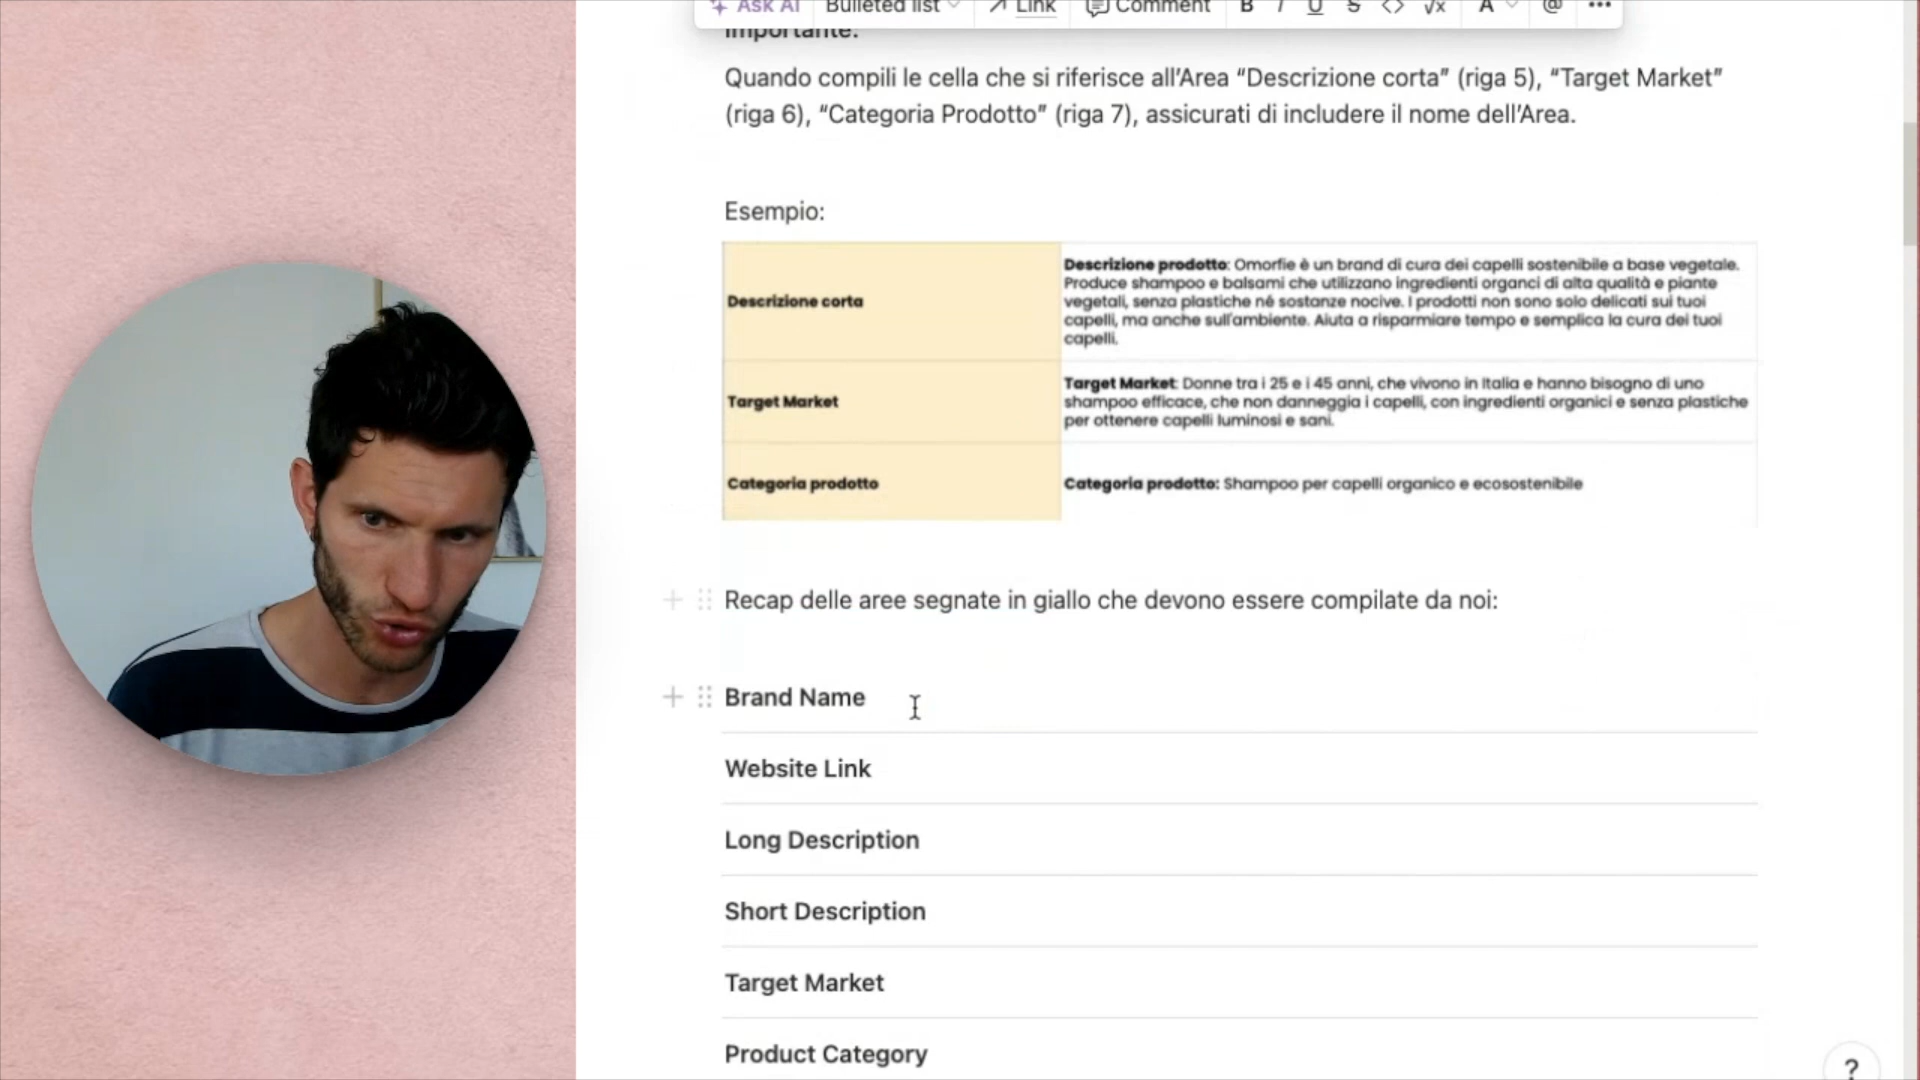 Ask AI Bulleted list Link Comment B I U S <> √x A @ •••
Importante:
Quando compili le cella che si riferisce all’Area “Descrizione corta” (riga 5), “Target Market”
(riga 6), “Categoria Prodotto” (riga 7), assicurati di includere il nome dell’Area.
Esempio:
Descrizione corta
Descrizione prodotto: Omorfie è un brand di cura dei capelli sostenibile a base vegetale.
Produce shampoo e balsami che utilizzano ingredienti organci di alta qualità e piante
vegetali, senza plastiche né sostanze nocive. I prodotti non sono solo delicati sui tuoi
capelli, ma anche sull'ambiente. Aiuta a risparmiare tempo e semplica la cura dei tuoi
capelli.
Target Market
Target Market: Donne tra i 25 e i 45 anni, che vivono in Italia e hanno bisogno di uno
shampoo efficace, che non danneggia i capelli, con ingredienti organici e senza plastiche
per ottenere capelli luminosi e sani.
Categoria prodotto
Categoria prodotto: Shampoo per capelli organico e ecosostenibile
Recap delle aree segnate in giallo che devono essere compilate da noi:
Brand Name
Website Link
Long Description
Short Description
Target Market
Product Category
?